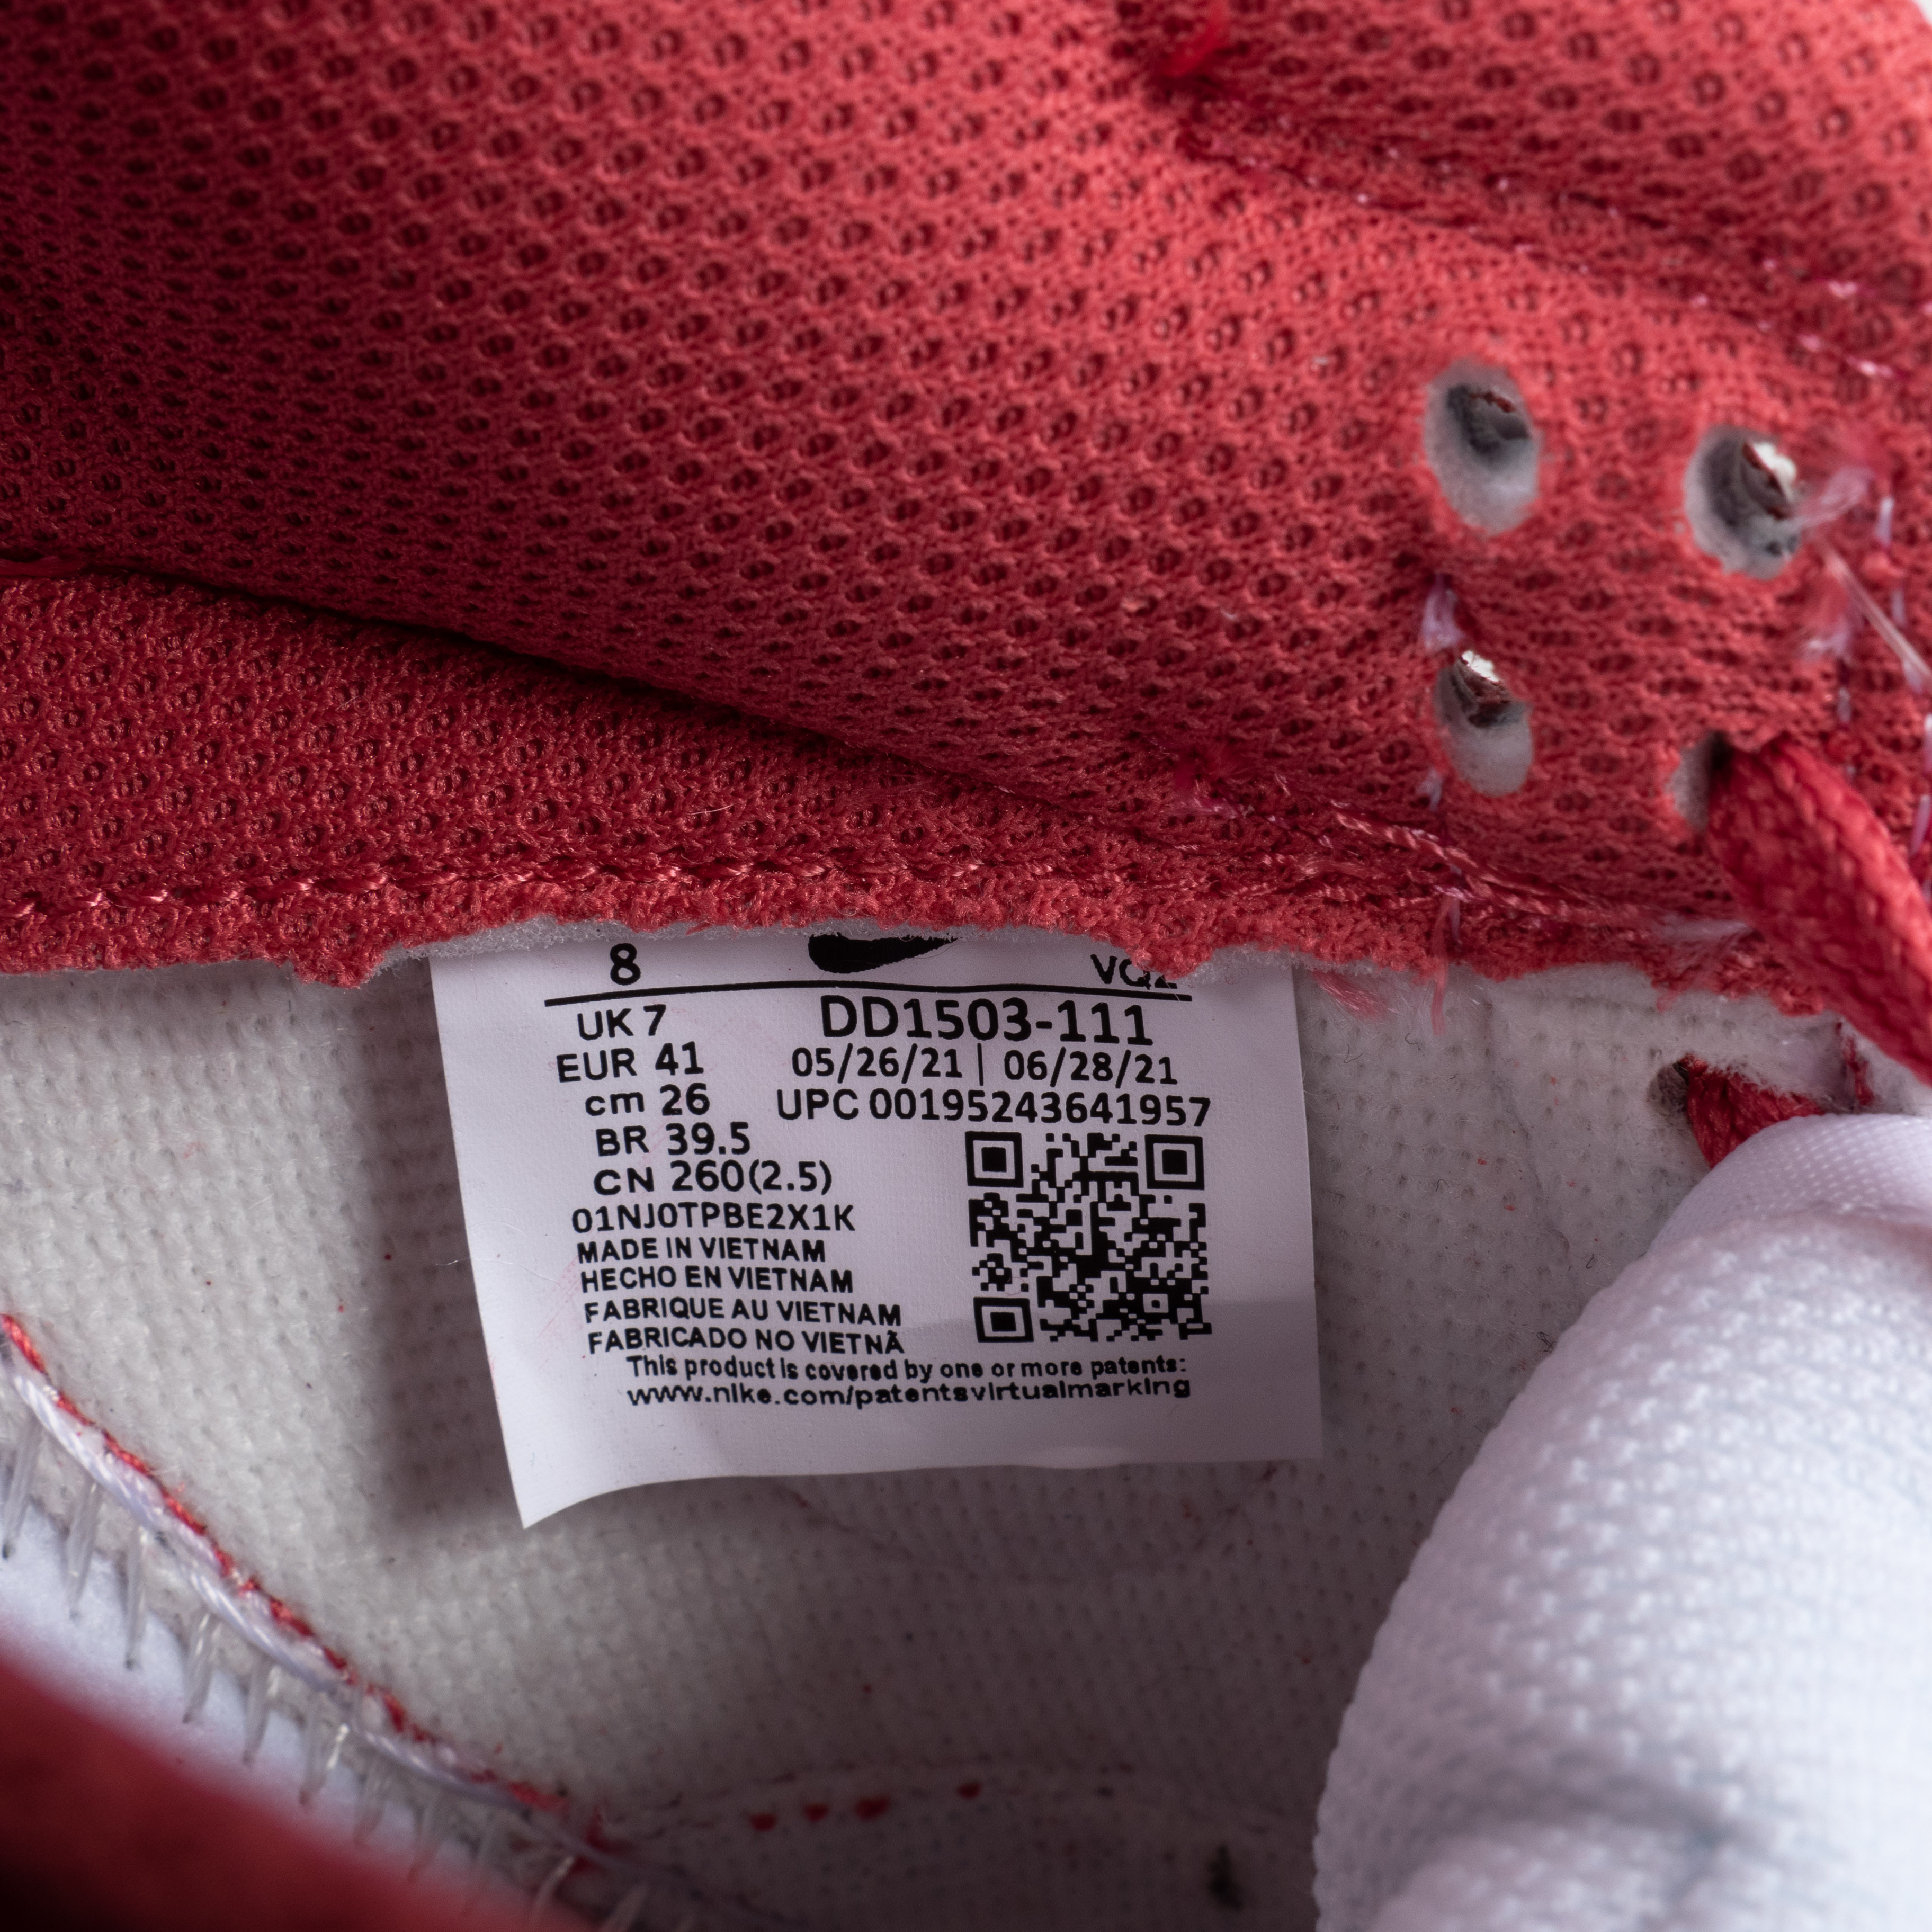 8
UK 7 DD1503-111
EUR 41 05/26/21 | 06/28/21
cm 26 UPC 00195243641957
BR 39.5
CN 260(2.5)
01NJ0TPBE2X1K
MADE IN VIETNAM
HECHO EN VIETNAM
FABRIQUE AU VIETNAM
FABRICADO NO VIETNÃ
This product is covered by one or more patents:
www.nike.com/patentsvirtualmarking